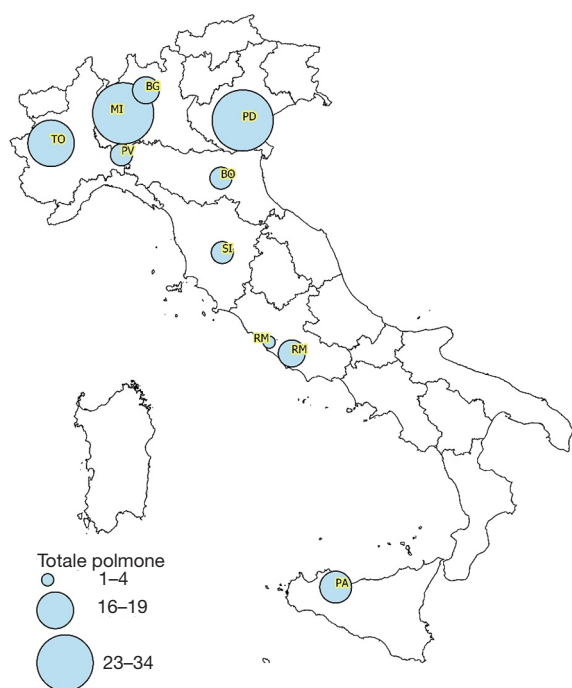 BG
MI
PD
TO
PV
BO
SI
RM
RM
PA
Totale polmone
1–4
16–19
23–34